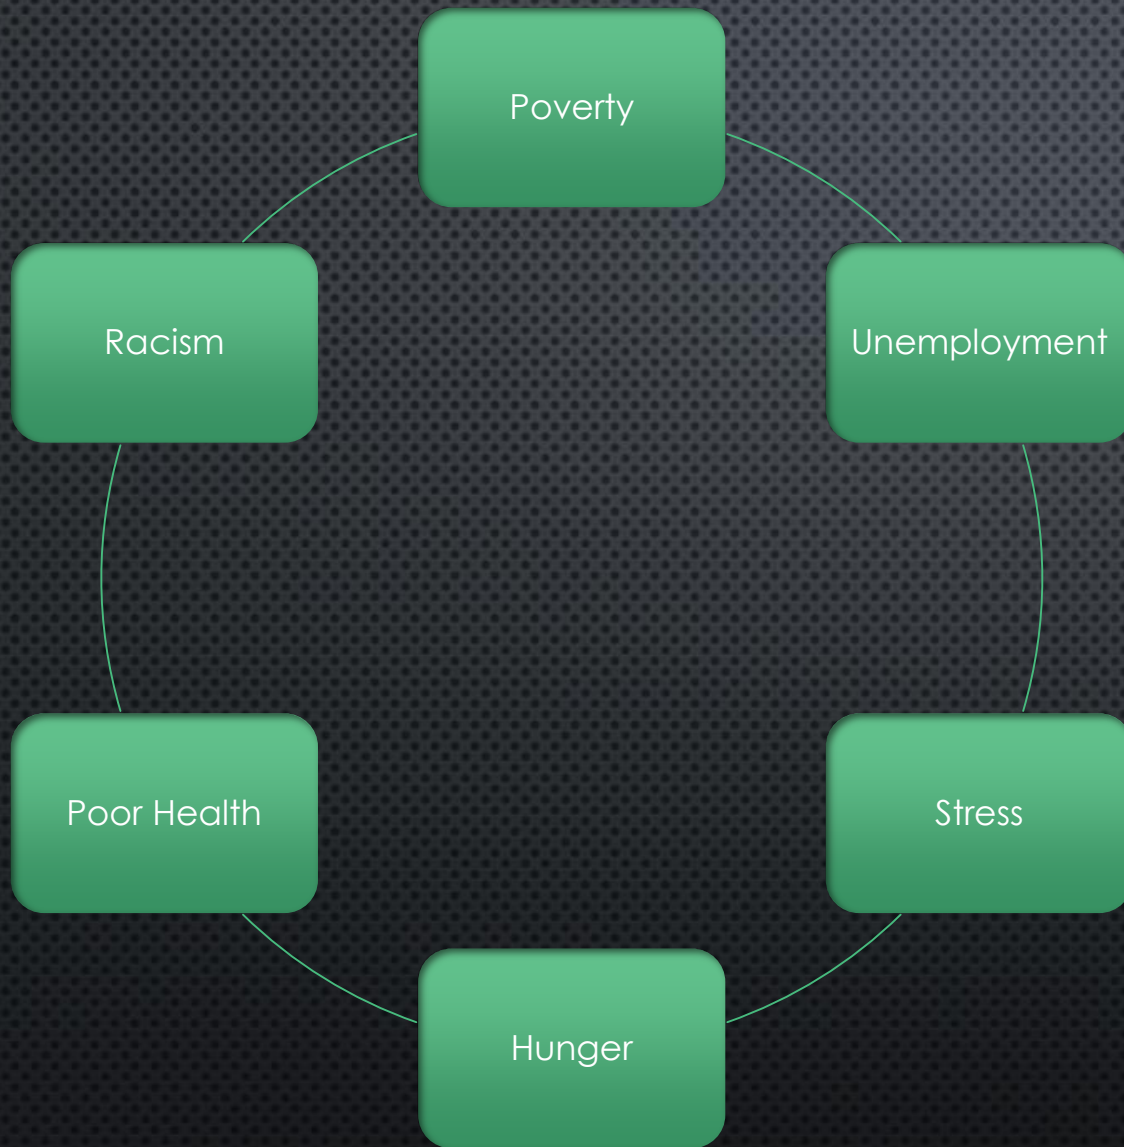 Poverty
Unemployment
Stress
Hunger
Poor Health
Racism